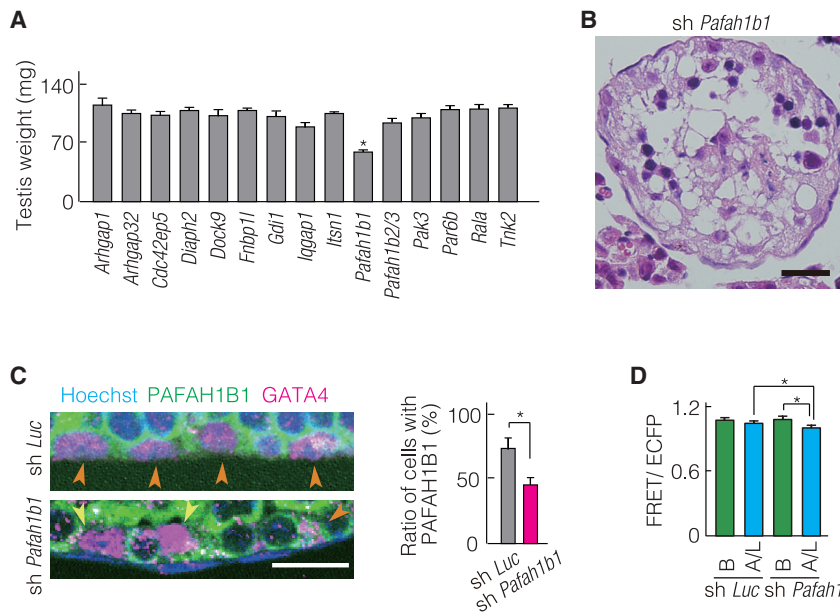 A
Testis weight (mg)
140
70
0
*
Arhgap1
Arhgap32
Cdc42ep5
Diaph2
Dock9
Fnbp1l
Gdi1
Iqgap1
Itsn1
Pafah1b1
Pafah1b2/3
Pak3
Par6b
Rala
Tnk2
B
sh Pafah1b1
C
Hoechst PAFAH1B1 GATA4
sh Luc
sh Pafah1b1
Ratio of cells with
PAFAH1B1 (%)
100
50
0
*
sh Luc
sh Pafah1b1
D
FRET/ ECFP
1.2
0.6
0
*
*
B A/L B A/L
sh Luc sh Pafah1